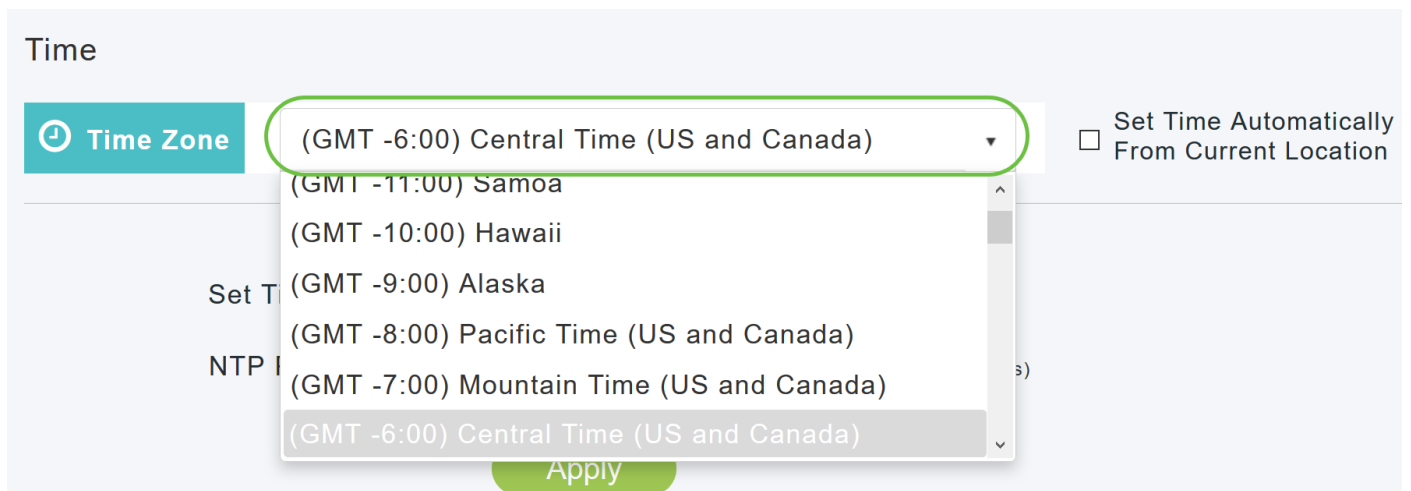 Time
Time Zone
(GMT -6:00) Central Time (US and Canada)
Set Time Automatically
From Current Location
(GMT -11:00) Samoa
(GMT -10:00) Hawaii
(GMT -9:00) Alaska
Set
(GMT -8:00) Pacific Time (US and Canada)
NTP
(GMT -7:00) Mountain Time (US and Canada)
(GMT -6:00) Central Time (US and Canada)
Apply